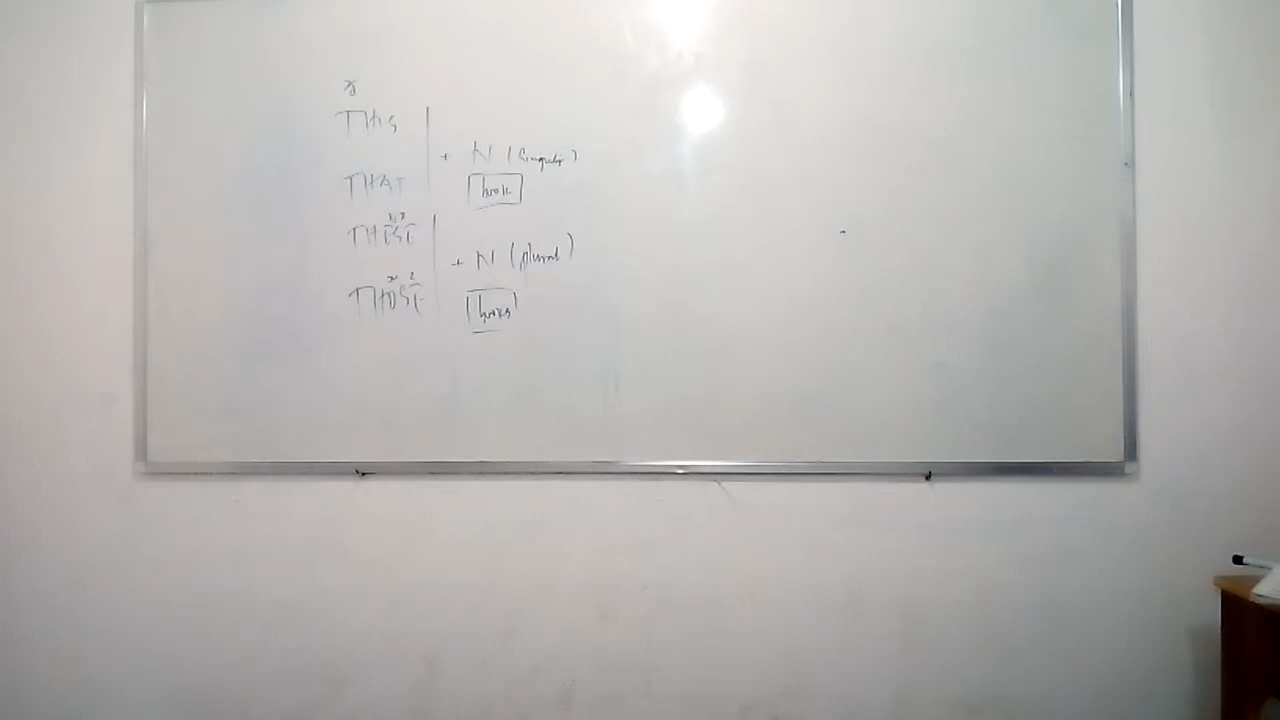 THIS
+ N (Singular)
THAT
book
THESE
+ N (plural)
THOSE
books